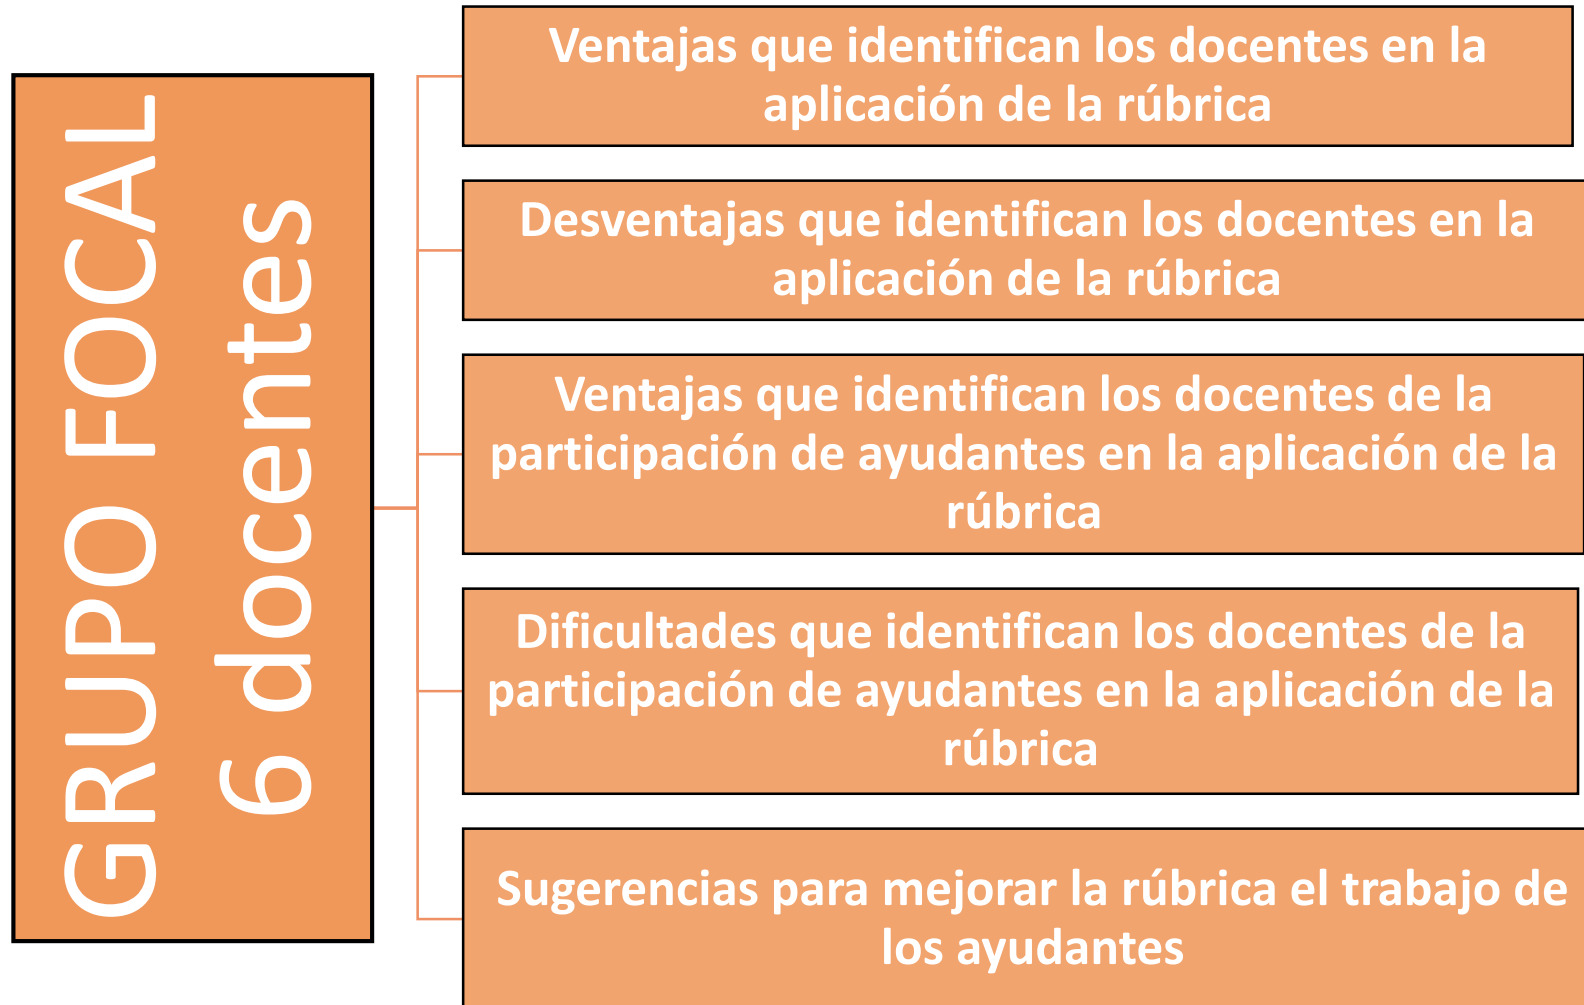 GRUPO FOCAL
6 docentes
Ventajas que identifican los docentes en la
aplicación de la rúbrica
Desventajas que identifican los docentes en la
aplicación de la rúbrica
Ventajas que identifican los docentes de la
participación de ayudantes en la aplicación de la
rúbrica
Dificultades que identifican los docentes de la
participación de ayudantes en la aplicación de la
rúbrica
Sugerencias para mejorar la rúbrica el trabajo de
los ayudantes